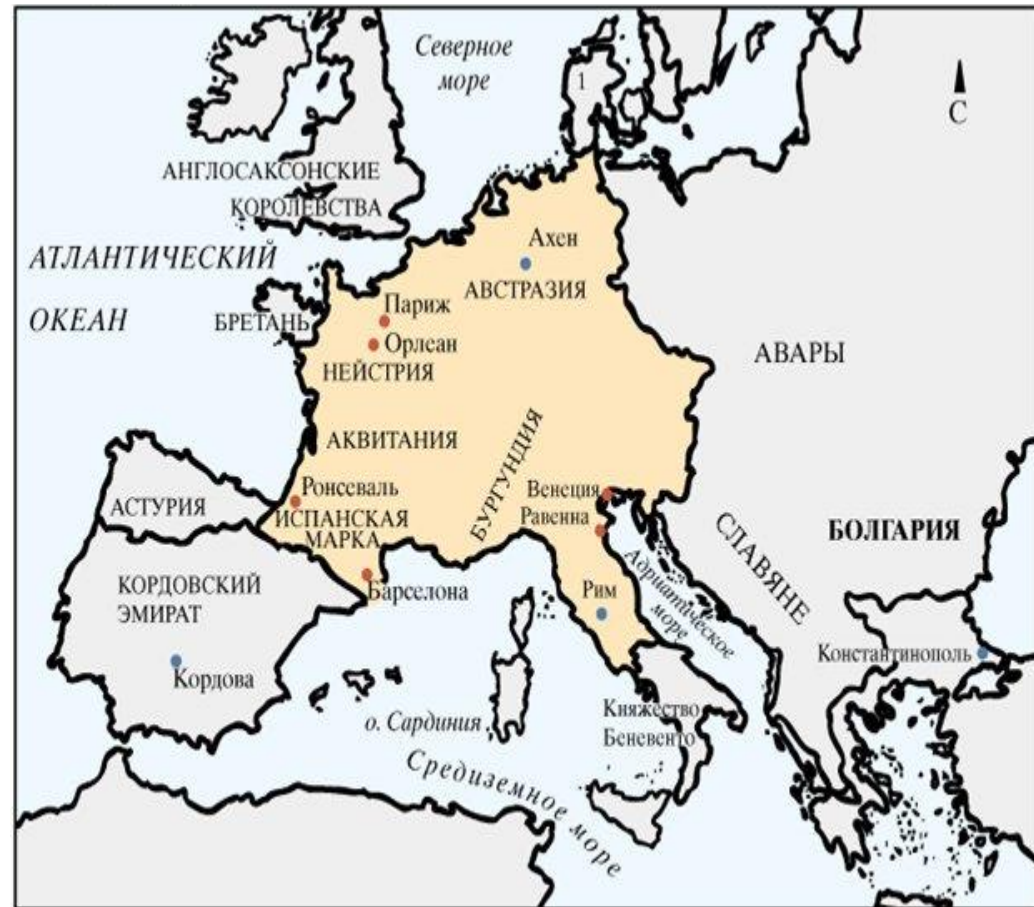 Северное
море
1
С
АНГЛОСАКСОНСКИЕ
КОРОЛЕВСТВА
АТЛАНТИЧЕСКИЙ
ОКЕАН
Ахен
АВСТРАЗИЯ
БРЕТАНЬ
Париж
Орлеан
НЕЙСТРИЯ
АВАРЫ
АКВИТАНИЯ
БУРГУНДИЯ
Ронсеваль
ИСПАНСКАЯ
МАРКА
АСТУРИЯ
Венеция
Равенна
СЛАВЯНЕ
БОЛГАРИЯ
КОРДОВСКИЙ
ЭМИРАТ
Барселона
Рим
Адриатическое
море
Константинополь
Кордова
о. Сардиния
Княжество
Беневенто
Средиземное море